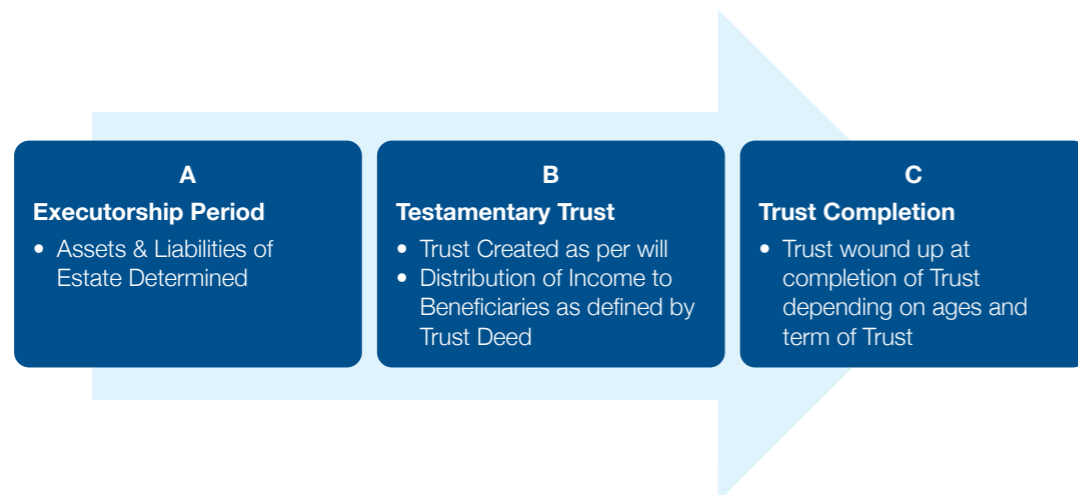 A
Executorship Period
• Assets & Liabilities of
Estate Determined
B
Testamentary Trust
• Trust Created as per will
• Distribution of Income to
Beneficiaries as defined by
Trust Deed
C
Trust Completion
• Trust wound up at
completion of Trust
depending on ages and
term of Trust